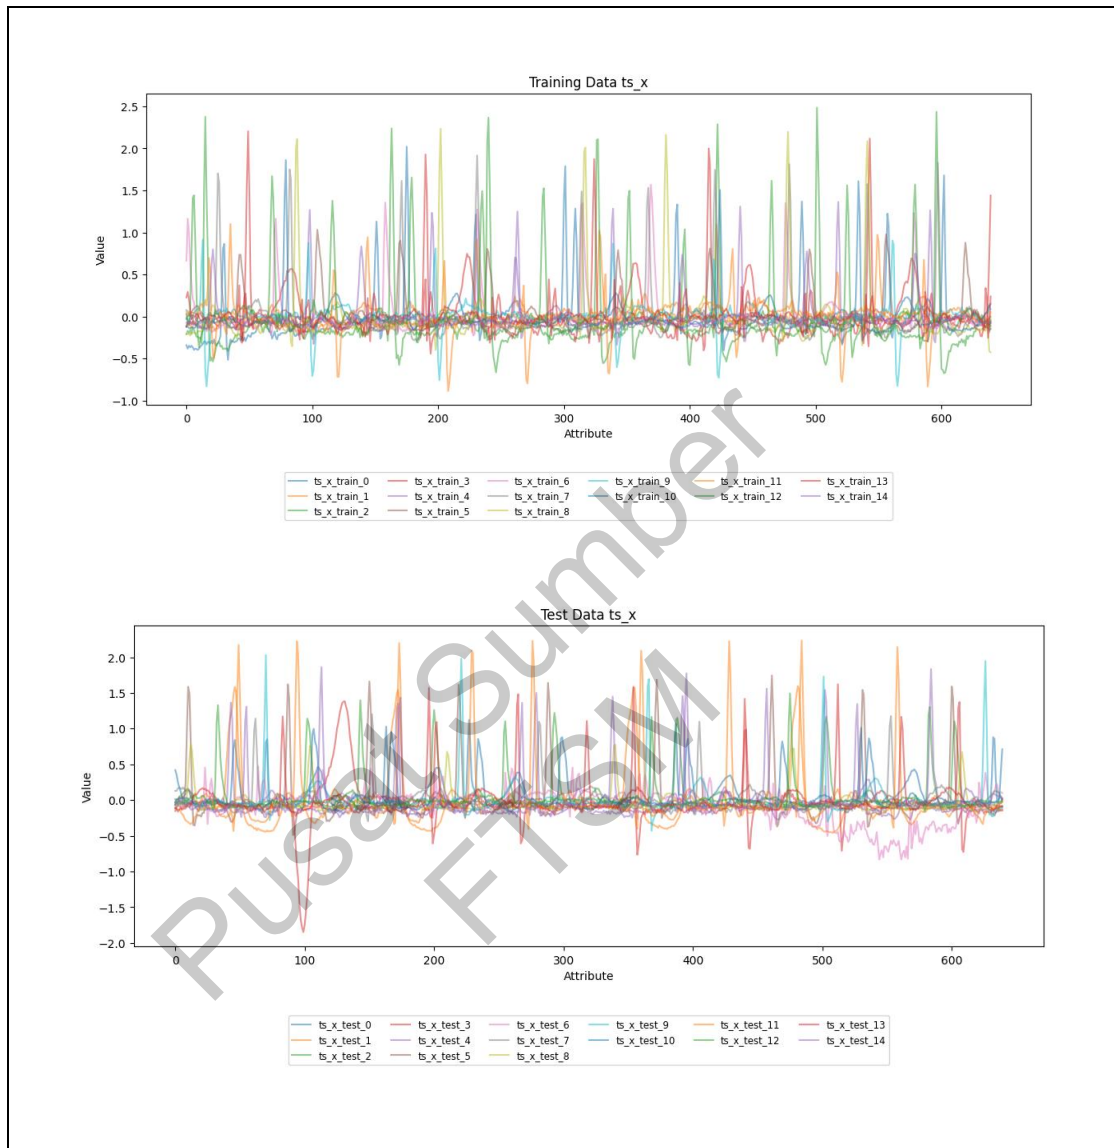 Training Data ts_x
2.5
2.0
1.5
1.0
0.5
0.0
−0.5
−1.0
Value
0 100 200 300 400 500 600
Attribute
ts_x_train_0 ts_x_train_3 ts_x_train_6 ts_x_train_9 ts_x_train_11 ts_x_train_13
ts_x_train_1 ts_x_train_4 ts_x_train_7 ts_x_train_10 ts_x_train_12 ts_x_train_14
ts_x_train_2 ts_x_train_5 ts_x_train_8
Test Data ts_x
2.0
1.5
1.0
0.5
0.0
−0.5
−1.0
−1.5
−2.0
Value
0 100 200 300 400 500 600
Attribute
ts_x_test_0 ts_x_test_3 ts_x_test_6 ts_x_test_9 ts_x_test_11 ts_x_test_13
ts_x_test_1 ts_x_test_4 ts_x_test_7 ts_x_test_10 ts_x_test_12 ts_x_test_14
ts_x_test_2 ts_x_test_5 ts_x_test_8
Pusat Sumber
FTSM